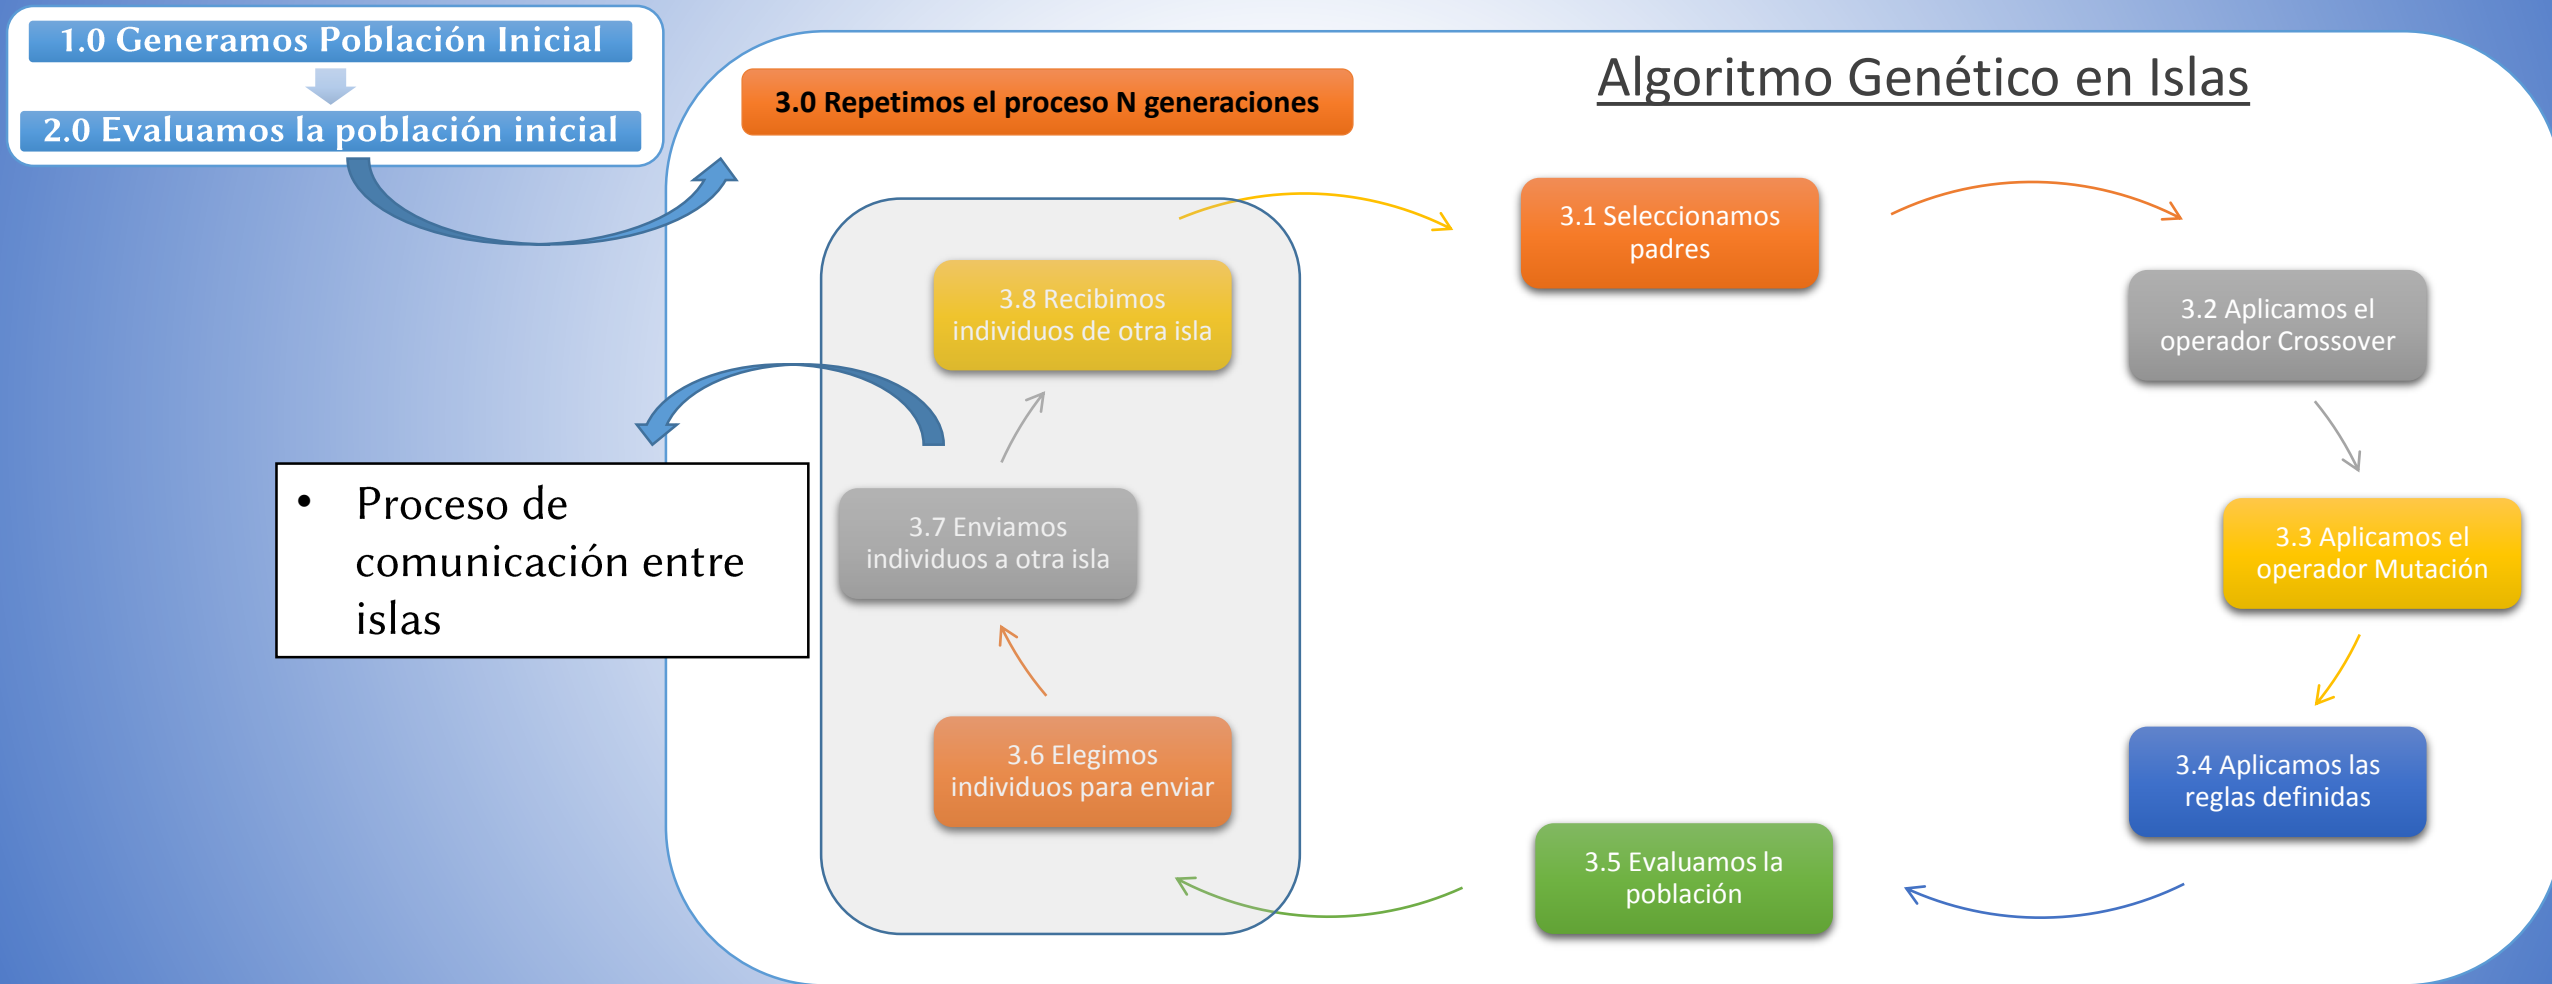 1.0 Generamos Población Inicial
2.0 Evaluamos la población inicial
Algoritmo Genético en Islas
3.0 Repetimos el proceso N generaciones
3.1 Seleccionamos
padres
3.2 Aplicamos el
operador Crossover
3.3 Aplicamos el
operador Mutación
3.4 Aplicamos las
reglas definidas
3.5 Evaluamos la
población
3.6 Elegimos
individuos para enviar
3.7 Enviamos
individuos a otra isla
3.8 Recibimos
individuos de otra isla
• Proceso de
comunicación entre
islas